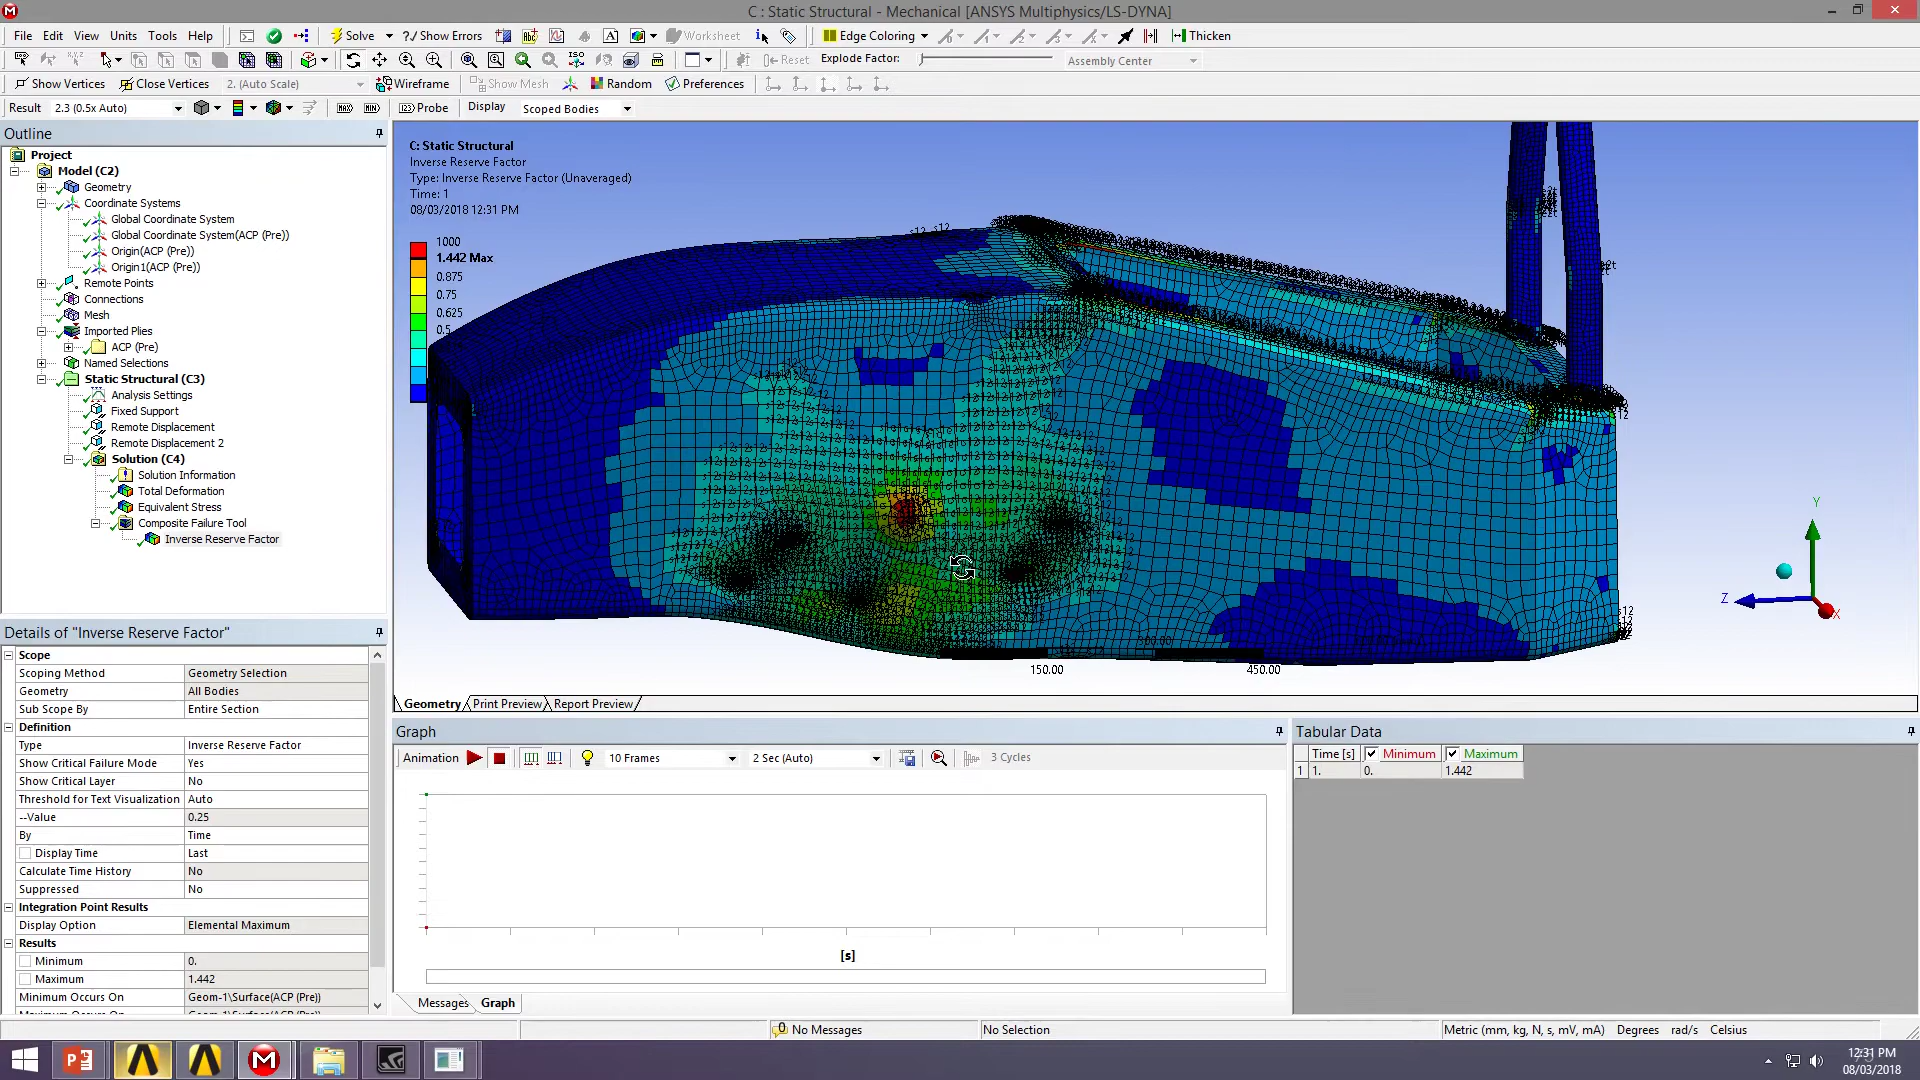 C : Static Structural - Mechanical [ANSYS Multiphysics/LS-DYNA]
File Edit View Units Tools Help Solve ?/ Show Errors Worksheet Edge Coloring Thicken
Reset Explode Factor: Assembly Center
Show Vertices Close Vertices 2. (Auto Scale) Wireframe Show Mesh Random Preferences
Result 2.3 (0.5x Auto) MAX MIN Probe Display Scoped Bodies
Outline
Project
Model (C2)
Geometry
Coordinate Systems
Global Coordinate System
Global Coordinate System(ACP (Pre))
Origin(ACP (Pre))
Origin1(ACP (Pre))
Remote Points
Connections
Mesh
Imported Plies
ACP (Pre)
Named Selections
Static Structural (C3)
Analysis Settings
Fixed Support
Remote Displacement
Remote Displacement 2
Solution (C4)
Solution Information
Total Deformation
Equivalent Stress
Composite Failure Tool
Inverse Reserve Factor
Details of "Inverse Reserve Factor"
Scope
Scoping Method Geometry Selection
Geometry All Bodies
Sub Scope By Entire Section
Definition
Type Inverse Reserve Factor
Show Critical Failure Mode Yes
Show Critical Layer No
Threshold for Text Visualization Auto
--Value 0.25
By Time
Display Time Last
Calculate Time History No
Suppressed No
Integration Point Results
Display Option Elemental Maximum
Results
Minimum 0.
Maximum 1.442
Minimum Occurs On Geom-1\Surface(ACP (Pre))
C: Static Structural
Inverse Reserve Factor
Type: Inverse Reserve Factor (Unaveraged)
Time: 1
08/03/2018 12:31 PM
1000
1.442 Max
0.875
0.75
0.625
0.5
150.00 450.00
300.00
Y
Z
X
Geometry Print Preview Report Preview
Graph
Animation 10 Frames 2 Sec (Auto) 3 Cycles
[s]
Messages Graph
Tabular Data
Time [s] Minimum Maximum
1 1. 0. 1.442
No Messages No Selection Metric (mm, kg, N, s, mV, mA) Degrees rad/s Celsius
12:31 PM
08/03/2018